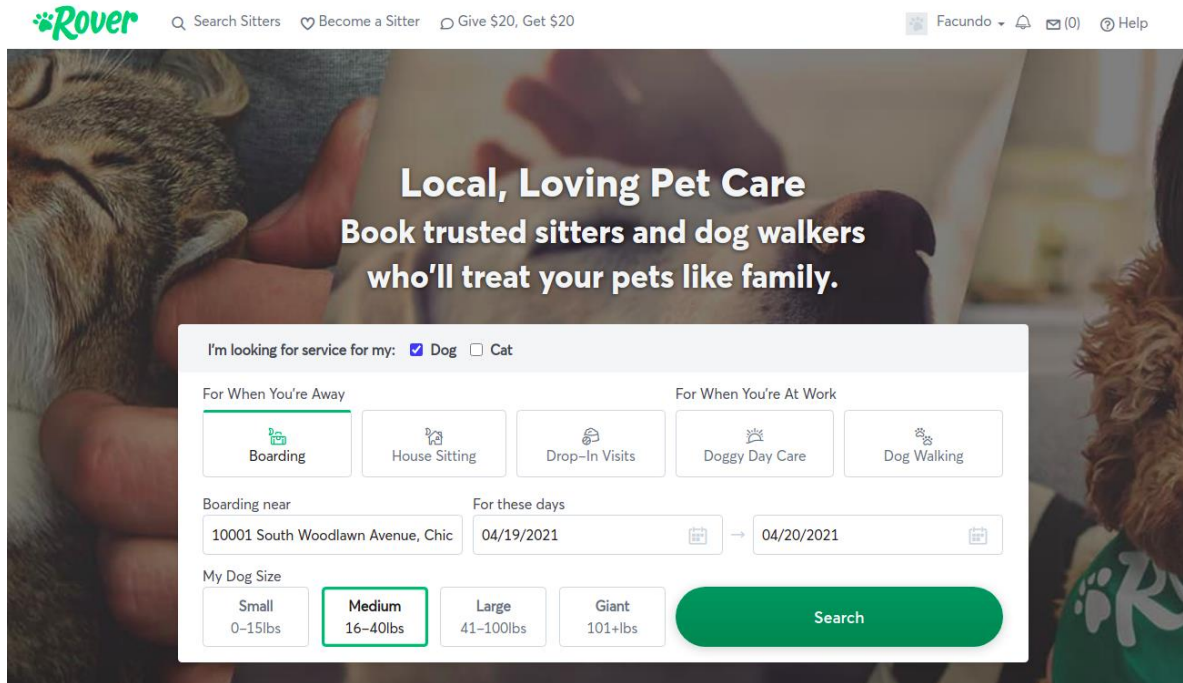 Rover
Search Sitters
Become a Sitter
Give $20, Get $20
Facundo
(0)
Help
Local, Loving Pet Care
Book trusted sitters and dog walkers
who'll treat your pets like family.
I'm looking for service for my:
Dog
Cat
For When You're Away
For When You're At Work
Boarding
House Sitting
Drop-In Visits
Doggy Day Care
Dog Walking
Boarding near
For these days
10001 South Woodlawn Avenue, Chic
04/19/2021
→
04/20/2021
My Dog Size
Small
0–15lbs
Medium
16–40lbs
Large
41–100lbs
Giant
101+lbs
Search